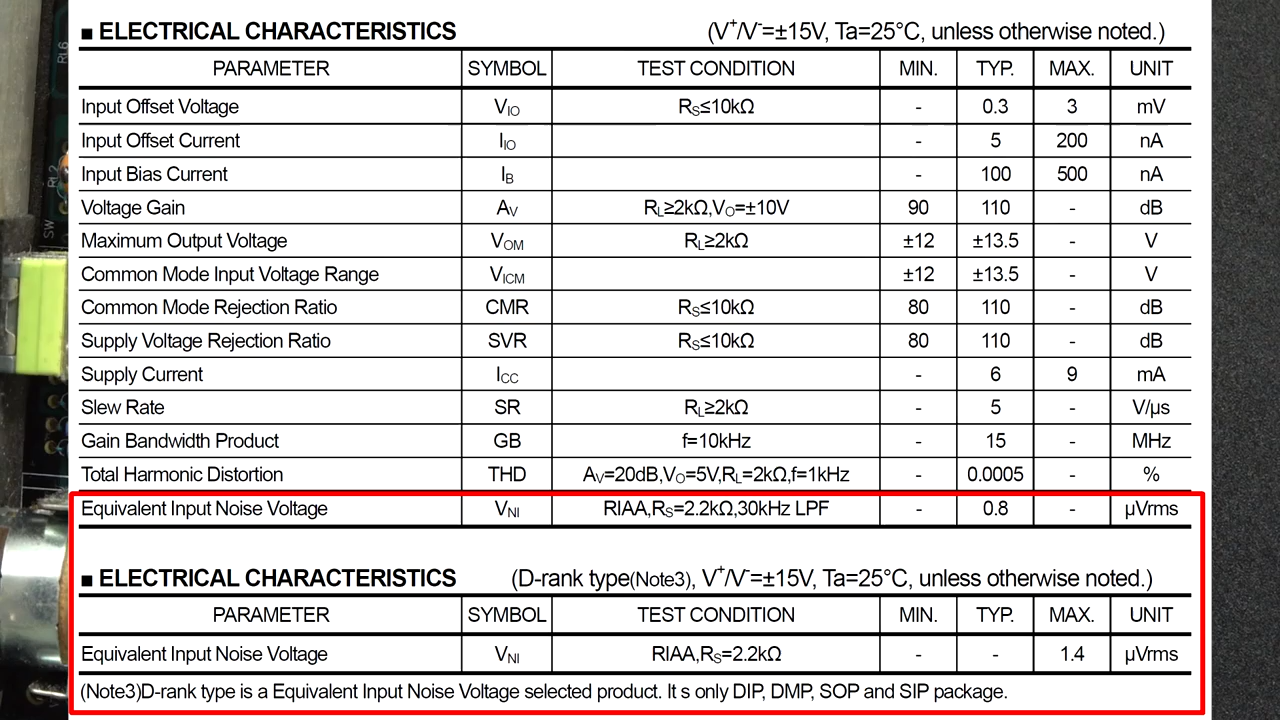 ■ ELECTRICAL CHARACTERISTICS (V+/V-=±15V, Ta=25°C, unless otherwise noted.)
PARAMETER SYMBOL TEST CONDITION MIN. TYP. MAX. UNIT
Input Offset Voltage VIO RS≤10kΩ - 0.3 3 mV
Input Offset Current IIO - 5 200 nA
Input Bias Current IB - 100 500 nA
Voltage Gain AV RL≥2kΩ,VO=±10V 90 110 - dB
Maximum Output Voltage VOM RL≥2kΩ ±12 ±13.5 - V
Common Mode Input Voltage Range VICM ±12 ±13.5 - V
Common Mode Rejection Ratio CMR RS≤10kΩ 80 110 - dB
Supply Voltage Rejection Ratio SVR RS≤10kΩ 80 110 - dB
Supply Current ICC - 6 9 mA
Slew Rate SR RL≥2kΩ - 5 - V/µs
Gain Bandwidth Product GB f=10kHz - 15 - MHz
Total Harmonic Distortion THD AV=20dB,VO=5V,RL=2kΩ,f=1kHz - 0.0005 - %
Equivalent Input Noise Voltage VNI RIAA,RS=2.2kΩ,30kHz LPF - 0.8 - µVrms
■ ELECTRICAL CHARACTERISTICS (D-rank type(Note3), V+/V-=±15V, Ta=25°C, unless otherwise noted.)
PARAMETER SYMBOL TEST CONDITION MIN. TYP. MAX. UNIT
Equivalent Input Noise Voltage VNI RIAA,RS=2.2kΩ - - 1.4 µVrms
(Note3)D-rank type is a Equivalent Input Noise Voltage selected product. It s only DIP, DMP, SOP and SIP package.
RL6
RL2
SW